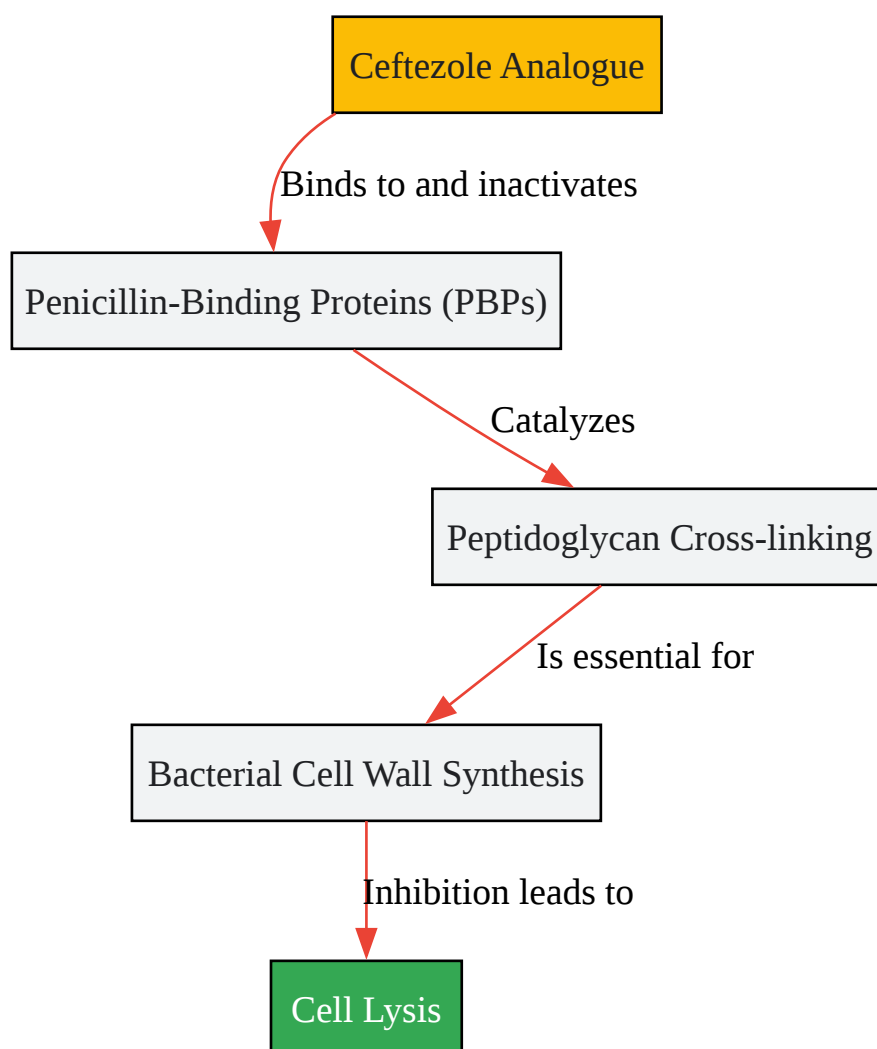 Ceftezole Analogue
Binds to and inactivates
Penicillin-Binding Proteins (PBPs)
Catalyzes
Peptidoglycan Cross-linking
Is essential for
Bacterial Cell Wall Synthesis
Inhibition leads to
Cell Lysis